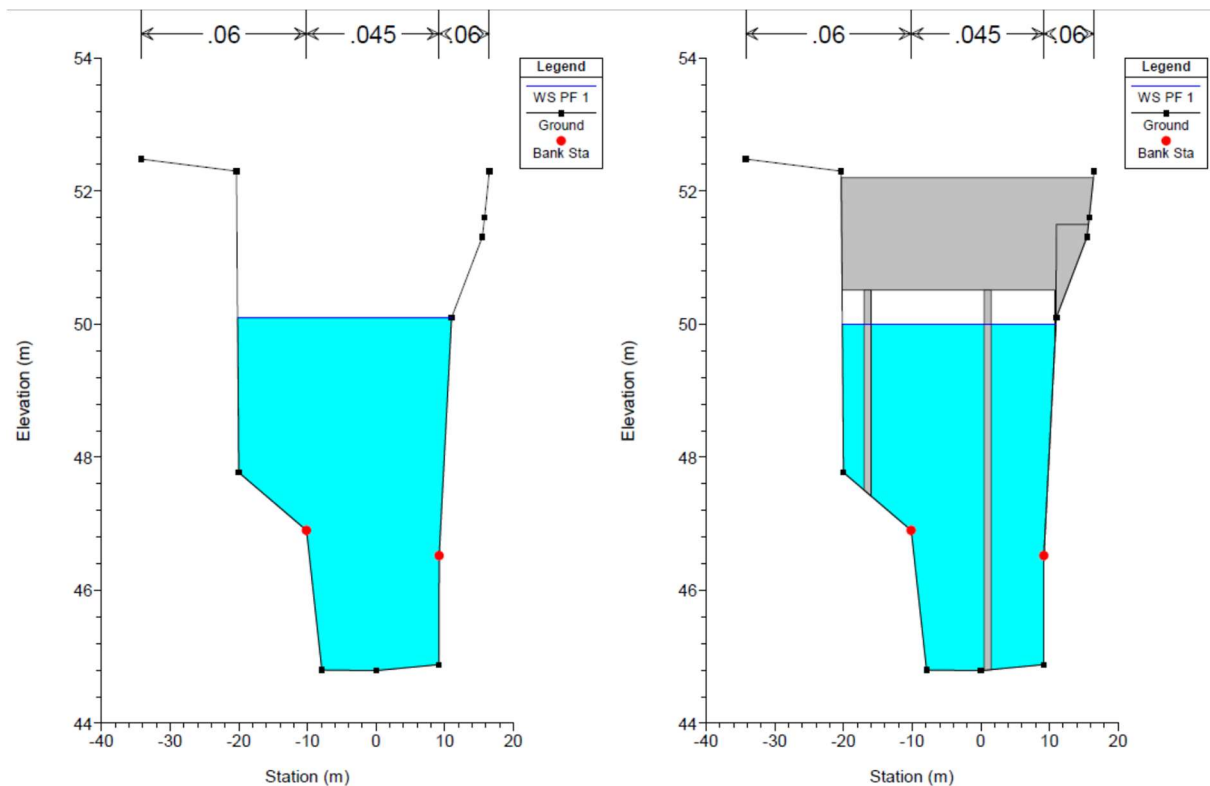 .06 .045 .06
54
52
50
48
46
44
Elevation (m)
-40 -30 -20 -10 0 10 20
Station (m)
Legend
WS PF 1
Ground
Bank Sta
.06 .045 .06
54
52
50
48
46
44
Elevation (m)
-40 -30 -20 -10 0 10 20
Station (m)
Legend
WS PF 1
Ground
Bank Sta